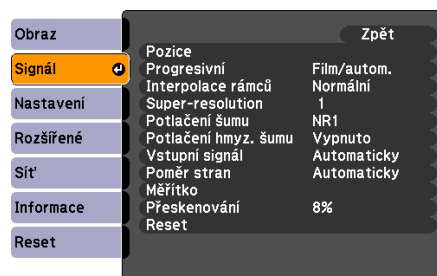 Obraz
Signál
Nastavení
Rozšířené
Síť
Informace
Reset
Zpět
Pozice
Progresivní Film/autom.
Interpolace rámců Normální
Super-resolution 1
Potlačení šumu NR1
Potlačení hmyz. šumu Vypnuto
Vstupní signál Automaticky
Poměr stran Automaticky
Měřítko
Přeskenování 8%
Reset